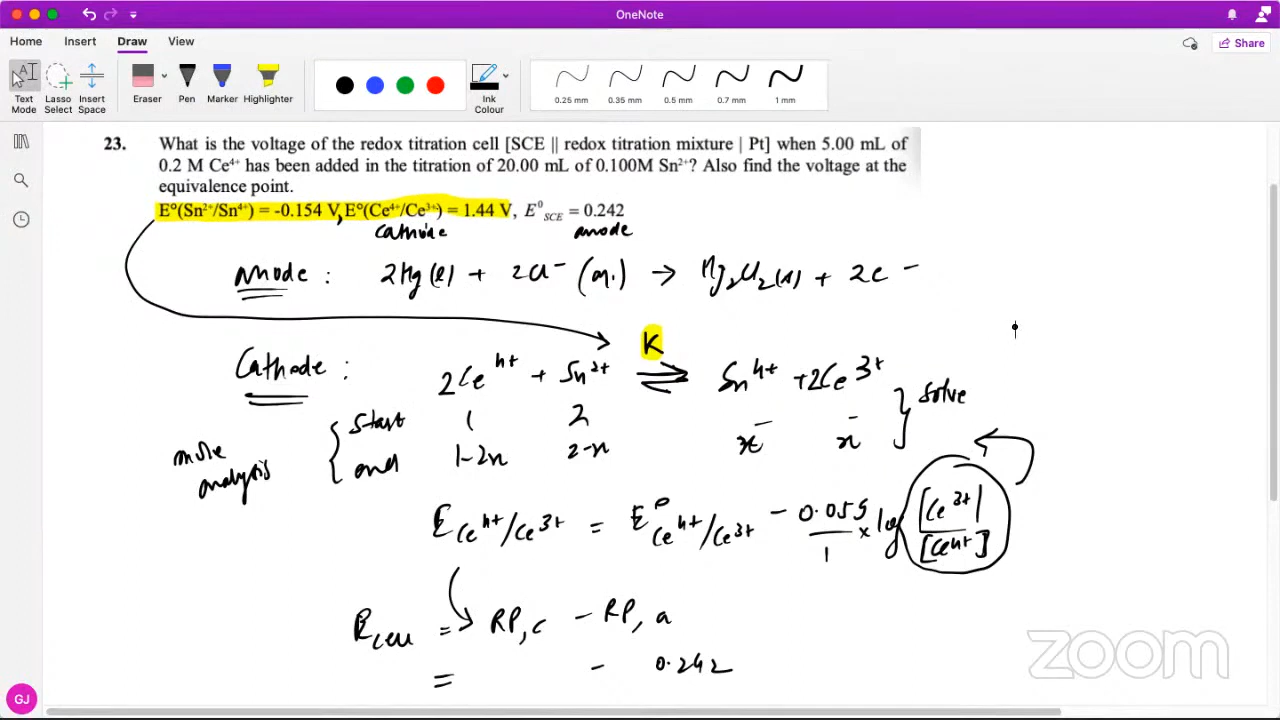 OneNote
Home Insert Draw View
Share
Text Mode
Lasso Select
Insert Space
Eraser
Pen
Marker
Highlighter
0.25 mm
0.35 mm
0.5 mm
0.7 mm
1 mm
Ink Colour
23. What is the voltage of the redox titration cell [SCE || redox titration mixture | Pt] when 5.00 mL of
0.2 M Ce⁴⁺ has been added in the titration of 20.00 mL of 0.100M Sn²⁺? Also find the voltage at the
equivalence point.
E°(Sn²⁺/Sn⁴⁺) = -0.154 V, E°(Ce⁴⁺/Ce³⁺) = 1.44 V, E⁰ SCE = 0.242
cathode anode
Anode : 2Hg(l) + 2Cl⁻ (aq.) → Hg₂Cl₂(s) + 2e⁻
K
Cathode : 2Ce⁴⁺ + Sn²⁺ ⇌ Sn⁴⁺ + 2Ce³⁺
mole analysis
start 1 2 - -
end 1-2x 2-x x x
} solve
E Ce⁴⁺/Ce³⁺ = E° Ce⁴⁺/Ce³⁺ - 0.059/1 × log [Ce³⁺]/[Ce⁴⁺]
Ecell = RP,c - RP,a
= - 0.242
zoom
GJ